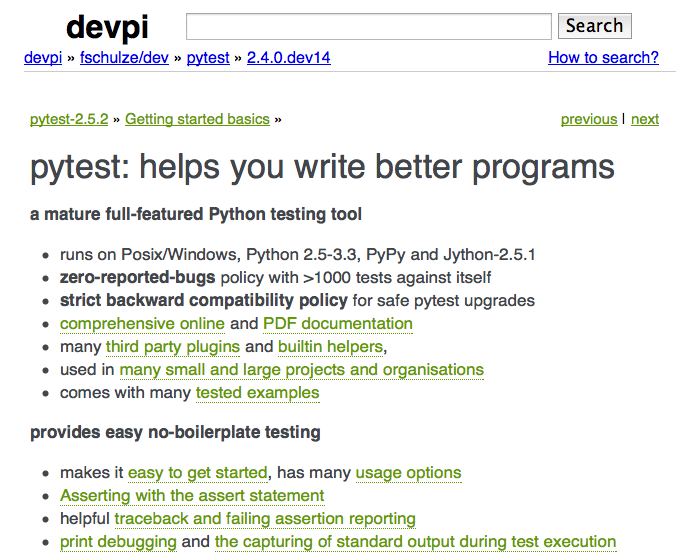 devpi Search
devpi » fschulze/dev » pytest » 2.4.0.dev14 How to search?
pytest-2.5.2 » Getting started basics » previous | next
pytest: helps you write better programs
a mature full-featured Python testing tool
• runs on Posix/Windows, Python 2.5-3.3, PyPy and Jython-2.5.1
• zero-reported-bugs policy with >1000 tests against itself
• strict backward compatibility policy for safe pytest upgrades
• comprehensive online and PDF documentation
• many third party plugins and builtin helpers,
• used in many small and large projects and organisations
• comes with many tested examples
provides easy no-boilerplate testing
• makes it easy to get started, has many usage options
• Asserting with the assert statement
• helpful traceback and failing assertion reporting
• print debugging and the capturing of standard output during test execution